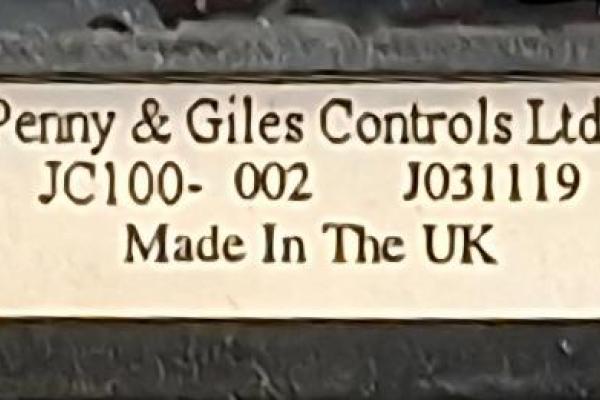 Penny & Giles Controls Ltd
JC100- 002 J031119
Made In The UK